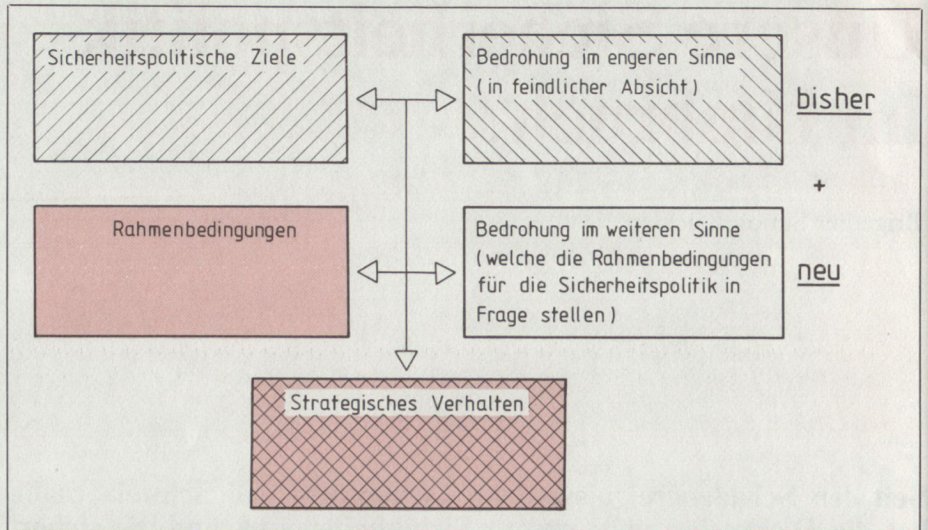 Sicherheitspolitische Ziele
Bedrohung im engeren Sinne
(in feindlicher Absicht)
bisher
+
Rahmenbedingungen
Bedrohung im weiteren Sinne
(welche die Rahmenbedingungen
für die Sicherheitspolitik in
Frage stellen)
neu
Strategisches Verhalten